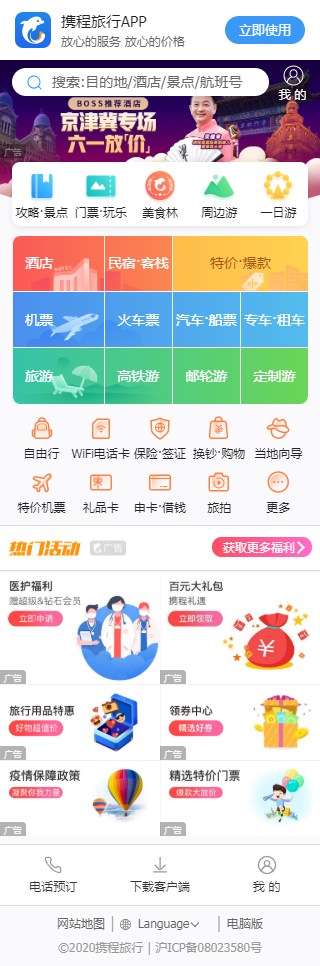 携程旅行APP
放心的服务 放心的价格
立即使用
搜索:目的地/酒店/景点/航班号
我的
BOSS推荐酒店
京津冀专场
六一放「价」
广告
攻略·景点
门票·玩乐
美食林
周边游
一日游
酒店
民宿·客栈
特价·爆款
机票
火车票
汽车·船票
专车·租车
旅游
高铁游
邮轮游
定制游
自由行
WiFi电话卡
保险·签证
换钞·购物
当地向导
特价机票
礼品卡
申卡·借钱
旅拍
更多
热门活动
广告
获取更多福利
医护福利
赠超级&钻石会员
立即申请
广告
百元大礼包
携程礼遇
立即领取
广告
旅行用品特惠
好物超值价
广告
领券中心
精选好券
广告
疫情保障政策
凝聚你我力量
广告
精选特价门票
爆款大放价
广告
电话预订
下载客户端
我的
网站地图 | Language | 电脑版
©2020携程旅行 | 沪ICP备08023580号